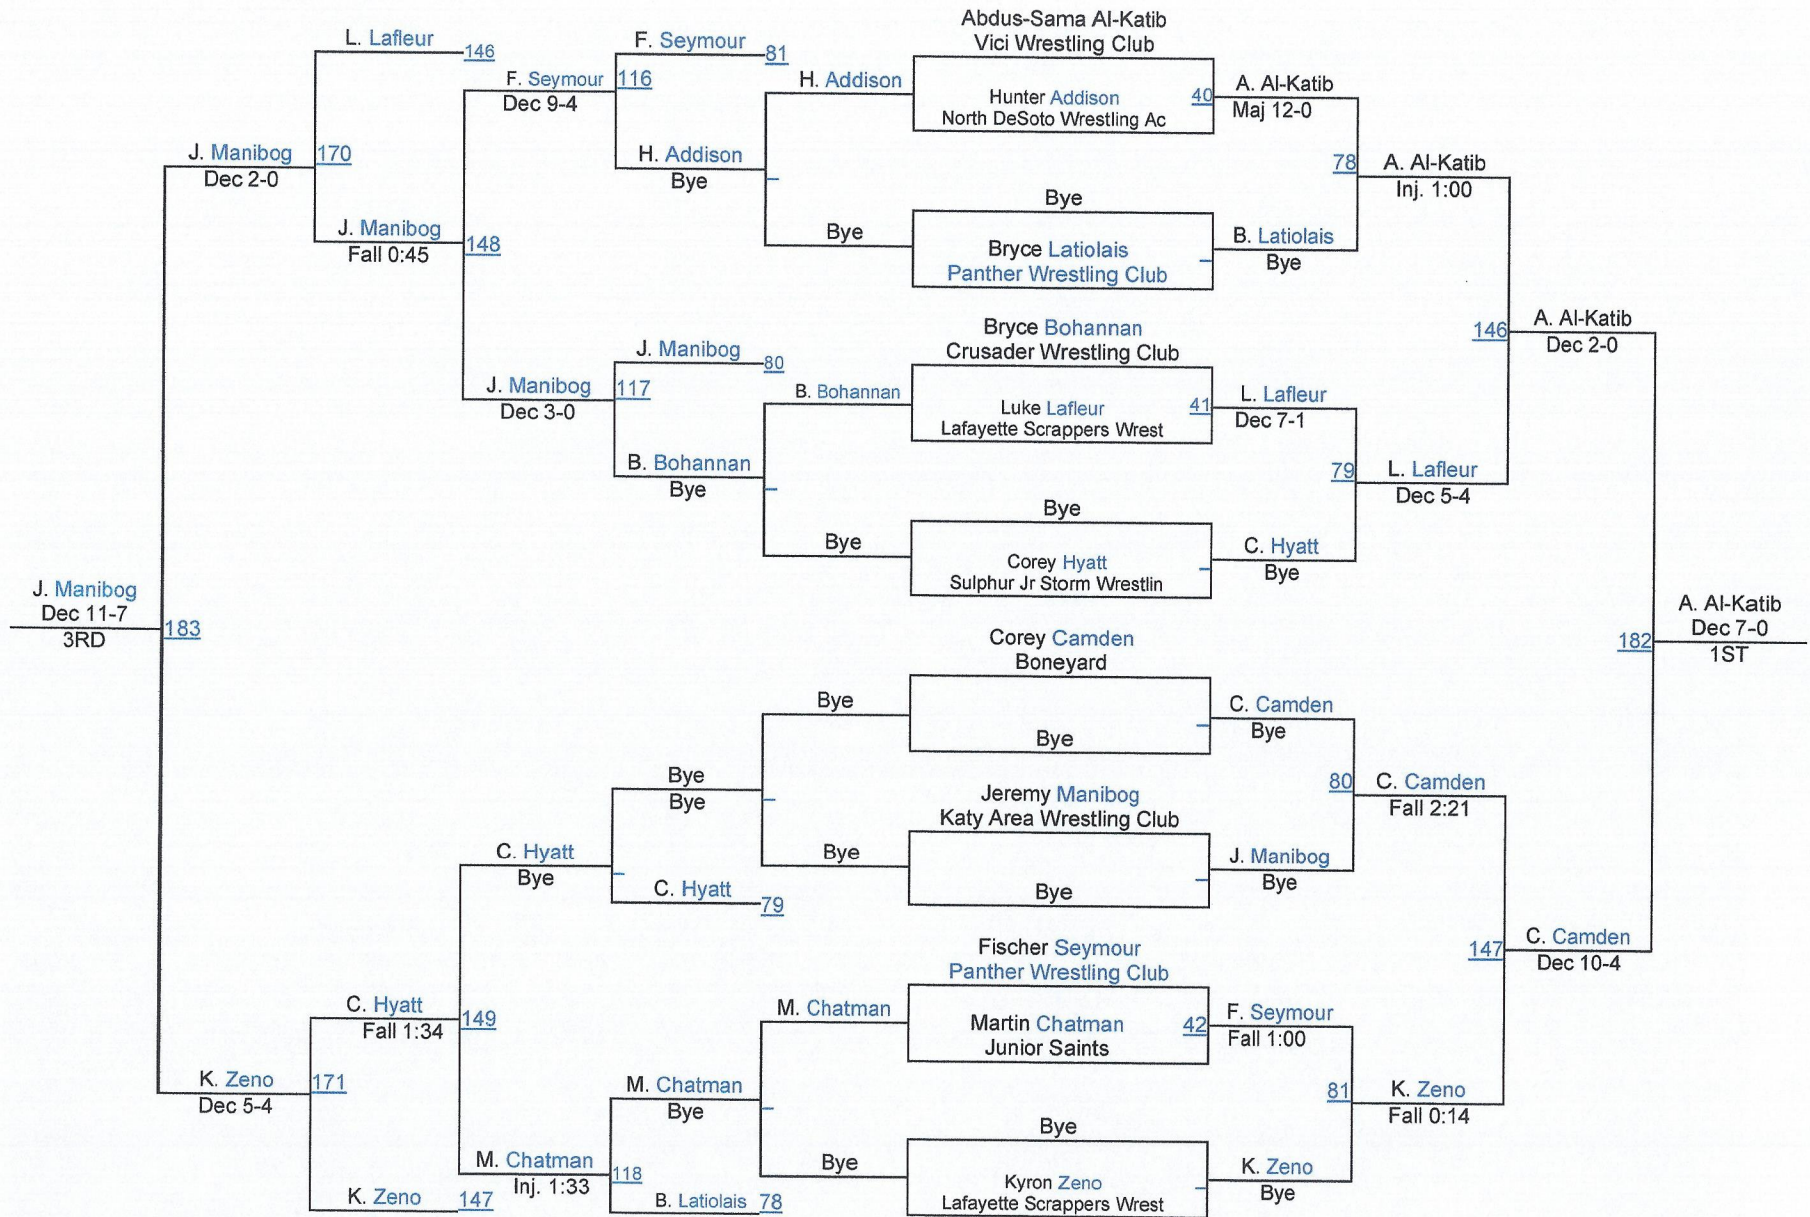 L. Lafleur
146
J. Manibog
Dec 2-0
170
J. Manibog
Fall 0:45
148
F. Seymour
Dec 9-4
116
F. Seymour
81
H. Addison
Bye
H. Addison
Bye
J. Manibog
Dec 3-0
117
J. Manibog
80
B. Bohannan
Bye
B. Bohannan
Bye
J. Manibog
Dec 11-7
3RD
183
C. Hyatt
Bye
Bye
Bye
C. Hyatt
79
Bye
Bye
C. Hyatt
Fall 1:34
149
K. Zeno
Dec 5-4
171
K. Zeno
147
M. Chatman
Inj. 1:33
118
M. Chatman
Bye
B. Latiolais
78
M. Chatman
Bye
Abdus-Sama Al-Katib
Vici Wrestling Club
Hunter Addison
40
North DeSoto Wrestling Ac
Bye
Bryce Latiolais
Panther Wrestling Club
Bryce Bohannan
Crusader Wrestling Club
Luke Lafleur
41
Lafayette Scrappers Wrest
Bye
Corey Hyatt
Sulphur Jr Storm Wrestlin
Corey Camden
Boneyard
Bye
Jeremy Manibog
Katy Area Wrestling Club
Bye
Fischer Seymour
Panther Wrestling Club
Martin Chatman
42
Junior Saints
Bye
Kyron Zeno
Lafayette Scrappers Wrest
A. Al-Katib
Maj 12-0
78
B. Latiolais
Bye
A. Al-Katib
Inj. 1:00
L. Lafleur
Dec 7-1
79
C. Hyatt
Bye
L. Lafleur
Dec 5-4
146
A. Al-Katib
Dec 2-0
C. Camden
Bye
80
J. Manibog
Bye
C. Camden
Fall 2:21
F. Seymour
Fall 1:00
81
K. Zeno
Bye
K. Zeno
Fall 0:14
147
C. Camden
Dec 10-4
182
A. Al-Katib
Dec 7-0
1ST